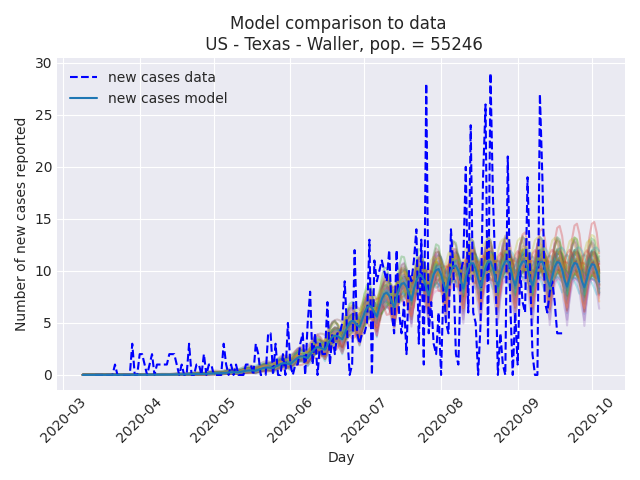 Model comparison to data
US - Texas - Waller, pop. = 55246
30
25
20
15
10
5
0
Number of new cases reported
new cases data
new cases model
2020-03
2020-04
2020-05
2020-06
2020-07
2020-08
2020-09
2020-10
Day